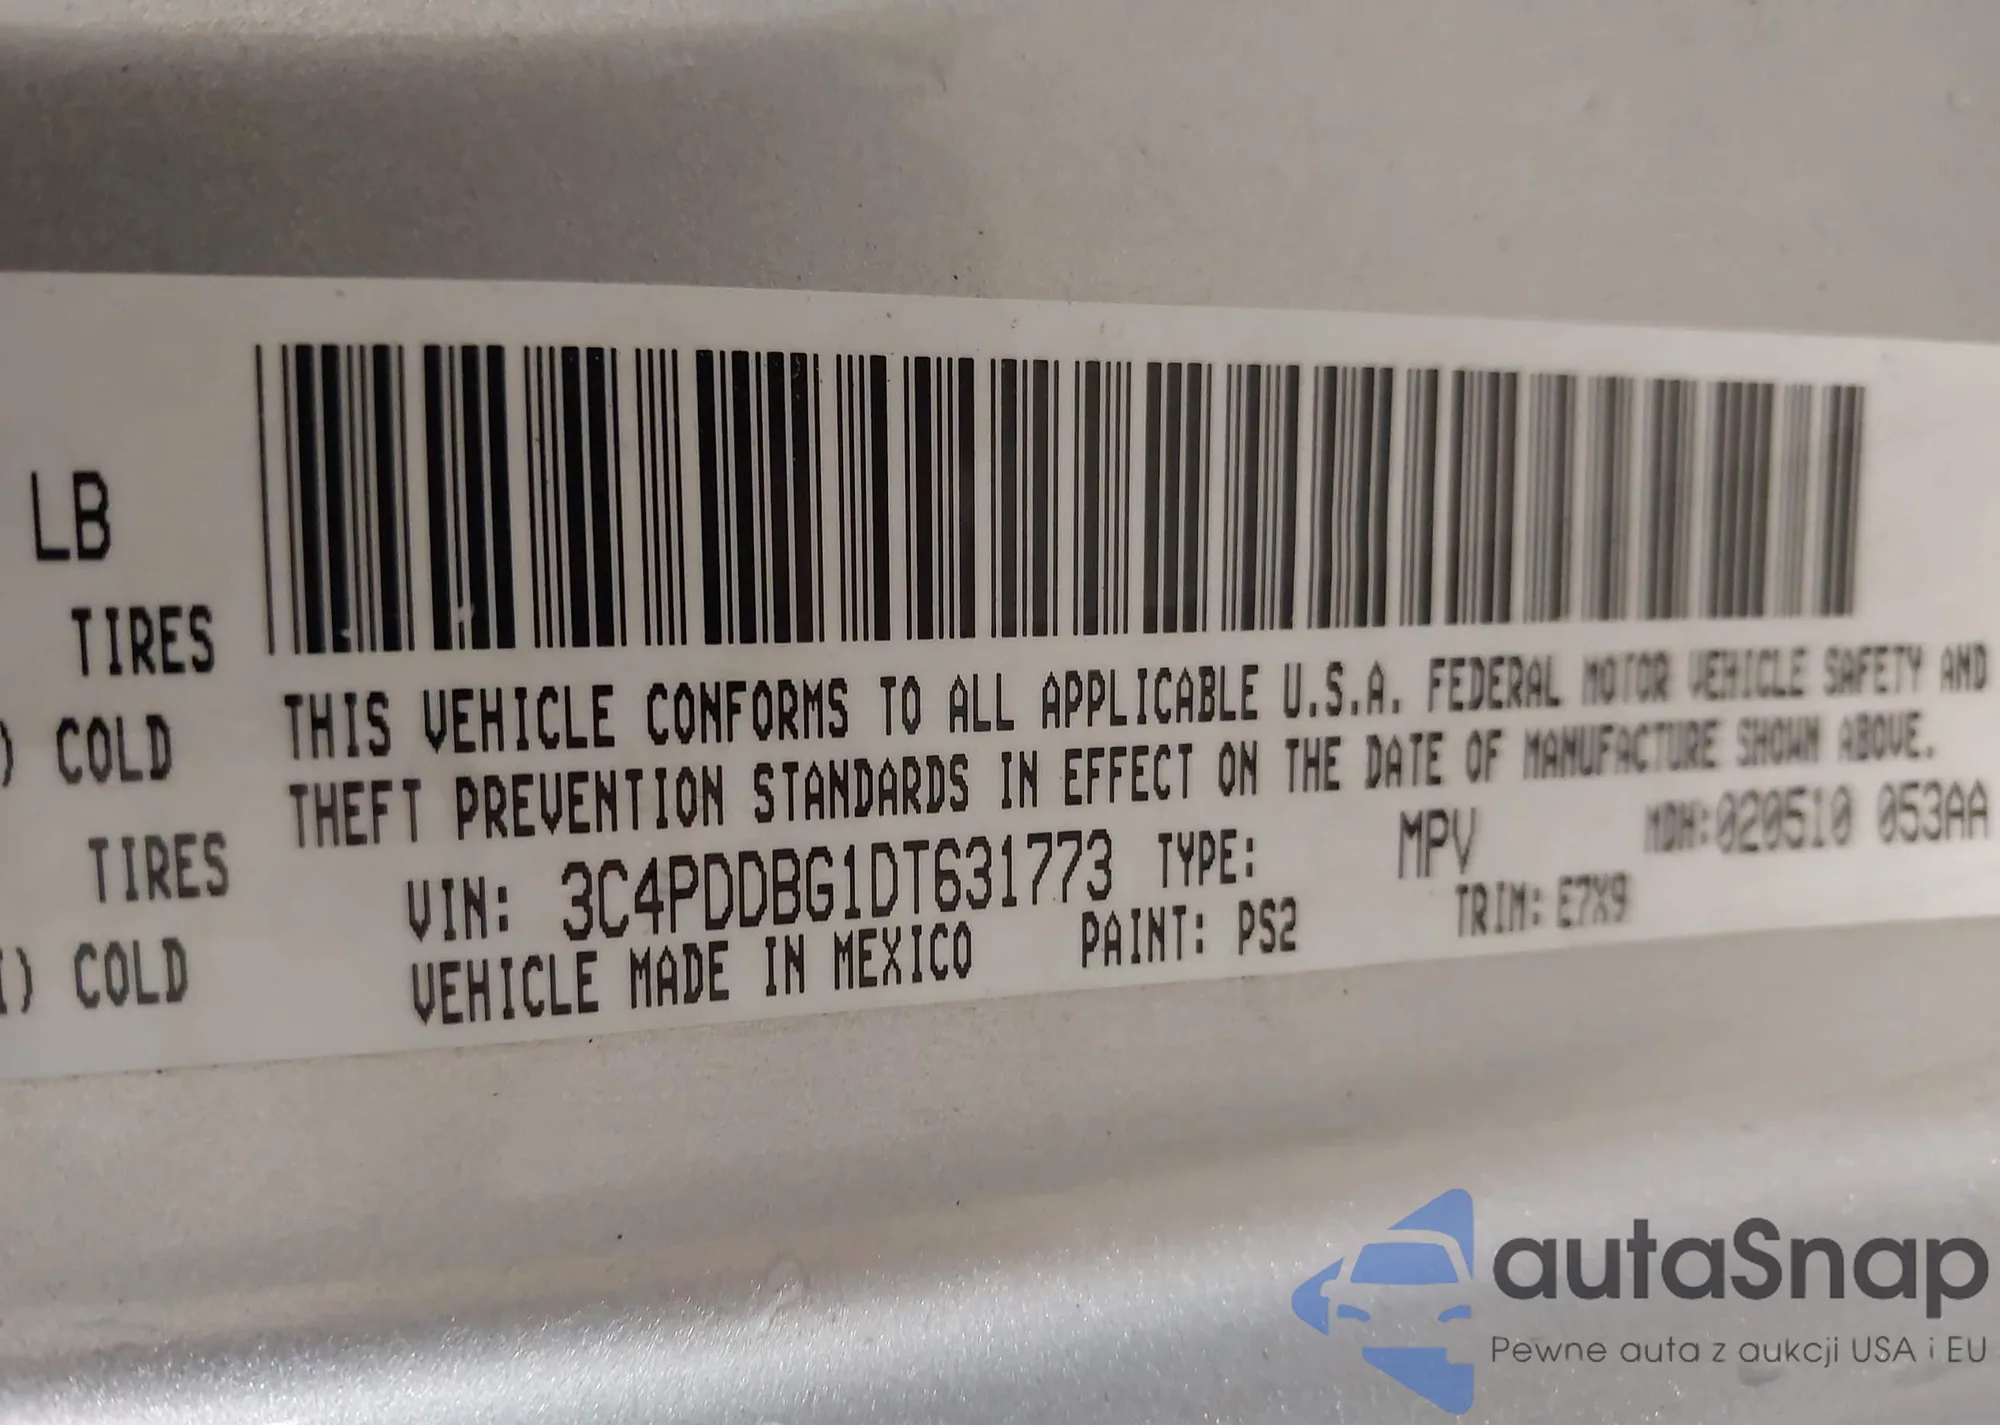 LB
TIRES
) COLD
TIRES
) COLD
THIS VEHICLE CONFORMS TO ALL APPLICABLE U.S.A. FEDERAL MOTOR VEHICLE SAFETY AND
THEFT PREVENTION STANDARDS IN EFFECT ON THE DATE OF MANUFACTURE SHOWN ABOVE.
VIN: 3C4PDDBG1DT631773 TYPE: MPV MDH:020510 053AA
VEHICLE MADE IN MEXICO PAINT: PS2 TRIM: E7X9
autaSnap
Pewne auta z aukcji USA i EU